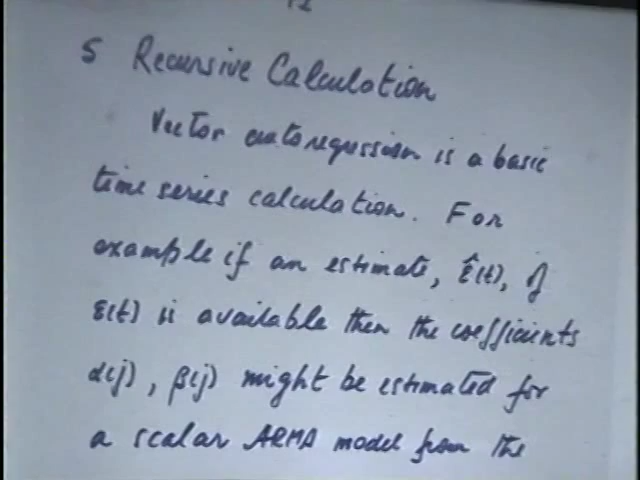 12
5 Recursive Calculation
Vector autoregression is a basic
time series calculation. For
example if an estimate, ε̂(t), of
ε(t) is available then the coefficients
α(j), β(j) might be estimated for
a scalar ARMA model from the